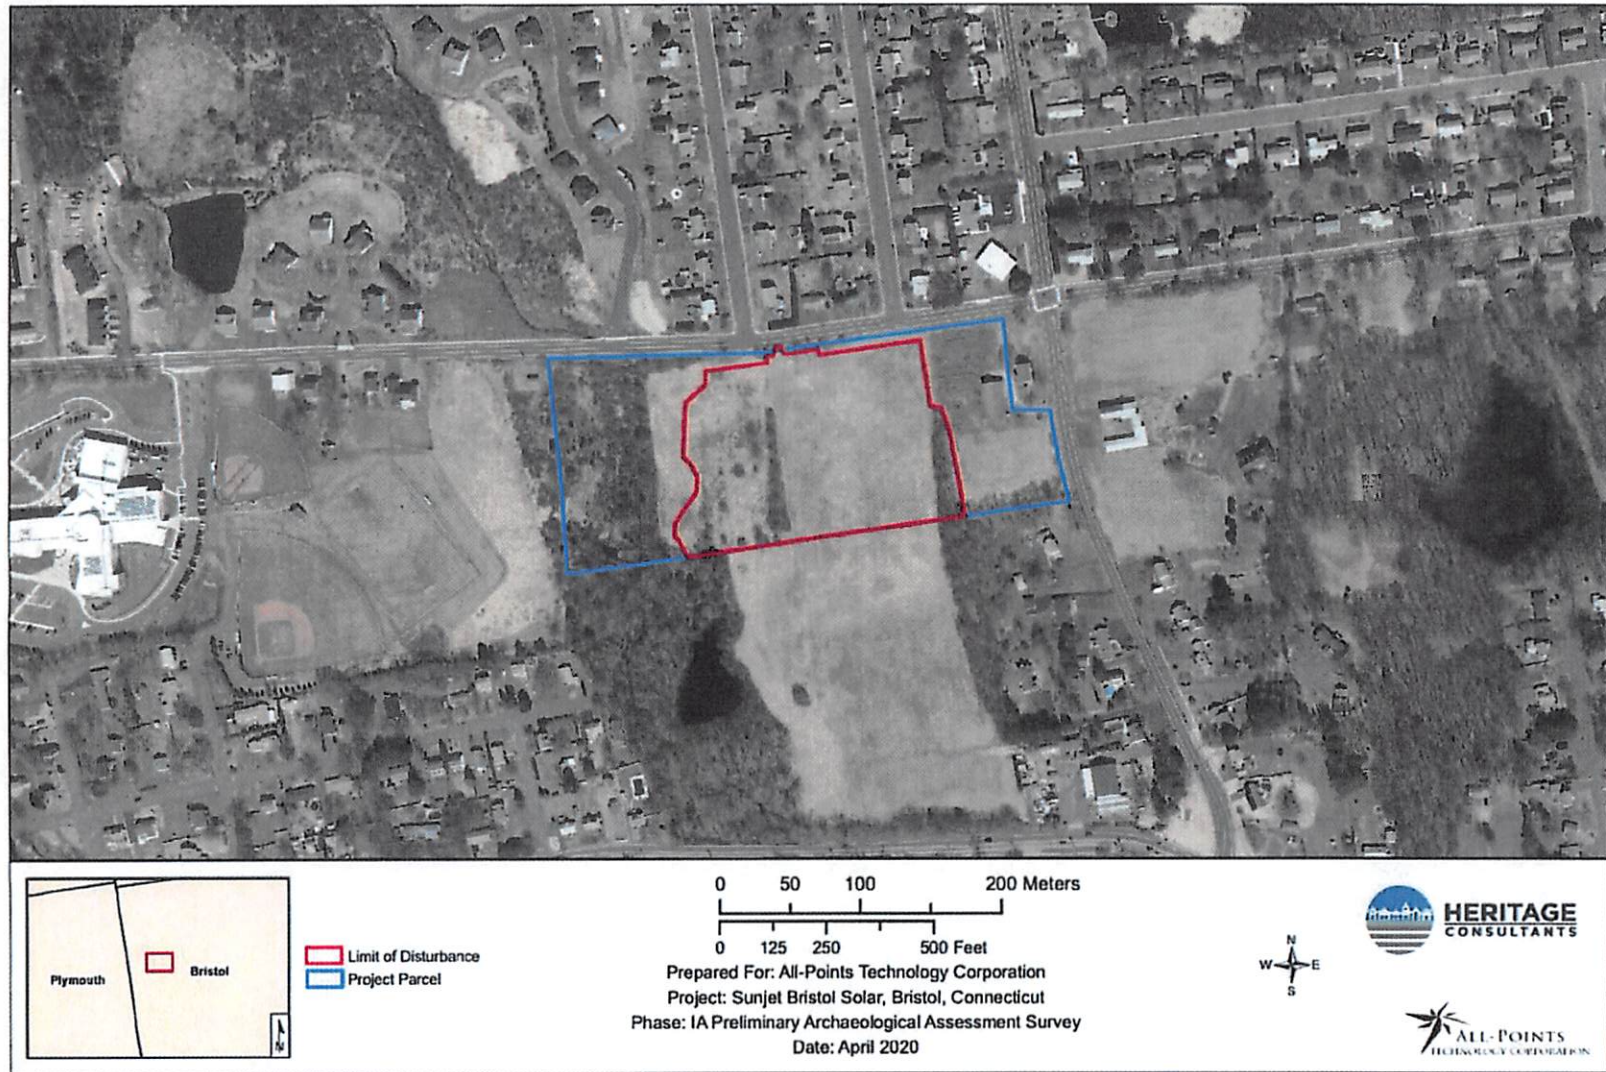 Plymouth
Bristol
N
Limit of Disturbance
Project Parcel
0 50 100 200 Meters
0 125 250 500 Feet
Prepared For: All-Points Technology Corporation
Project: Sunjet Bristol Solar, Bristol, Connecticut
Phase: IA Preliminary Archaeological Assessment Survey
Date: April 2020
N
W E
S
HERITAGE
CONSULTANTS
ALL-POINTS
TECHNOLOGY CORPORATION